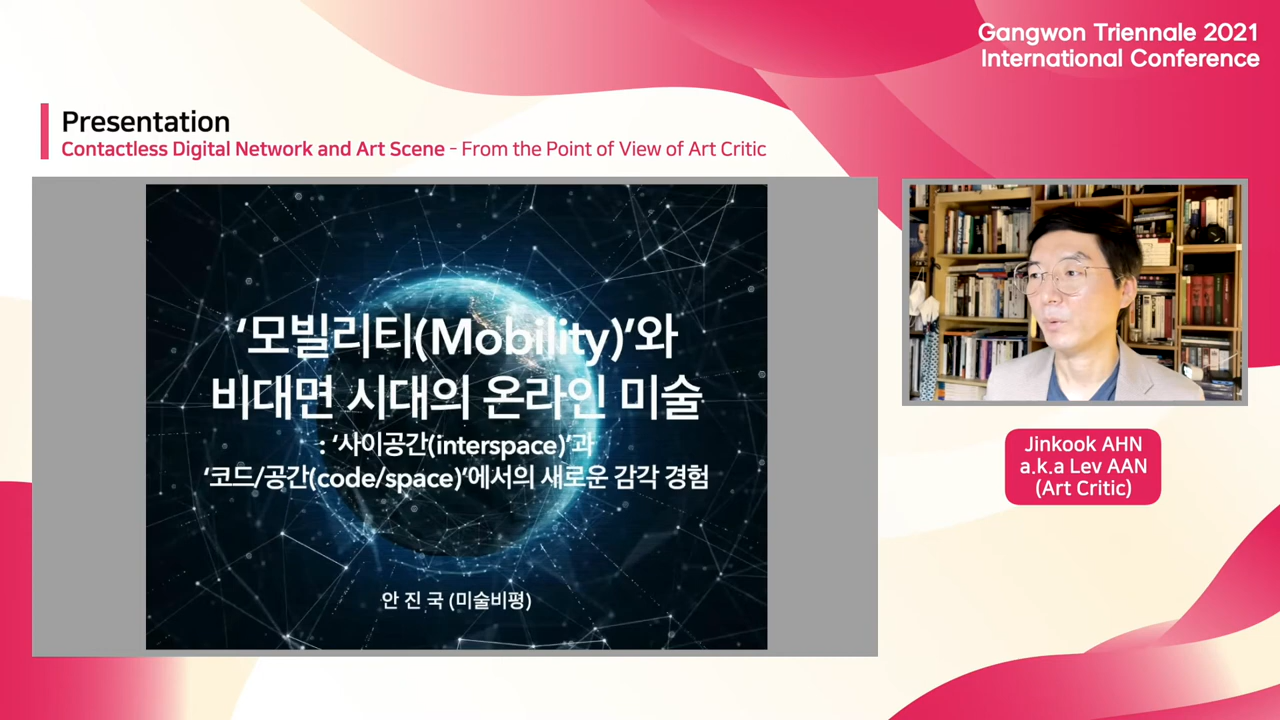 Gangwon Triennale 2021
International Conference
Presentation
Contactless Digital Network and Art Scene - From the Point of View of Art Critic
‘모빌리티(Mobility)’와
비대면 시대의 온라인 미술
: ‘사이공간(interspace)’과
‘코드/공간(code/space)’에서의 새로운 감각 경험
안 진 국 (미술비평)
Jinkook AHN
a.k.a Lev AAN
(Art Critic)